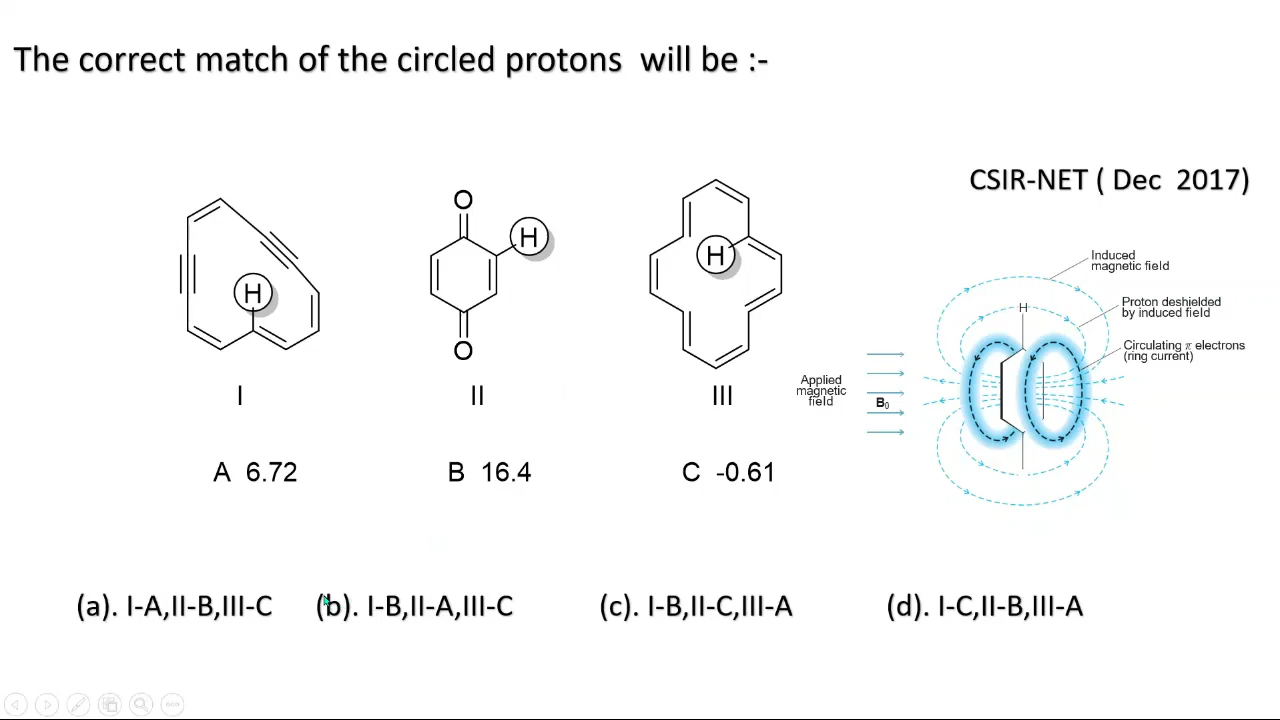 The correct match of the circled protons will be :-
CSIR-NET ( Dec 2017)
O
H
H
H
O
I
II
III
Induced
magnetic field
H
Proton deshielded
by induced field
Circulating π electrons
(ring current)
Applied
magnetic
field
B0
A 6.72
B 16.4
C -0.61
(a). I-A,II-B,III-C
(b). I-B,II-A,III-C
(c). I-B,II-C,III-A
(d). I-C,II-B,III-A